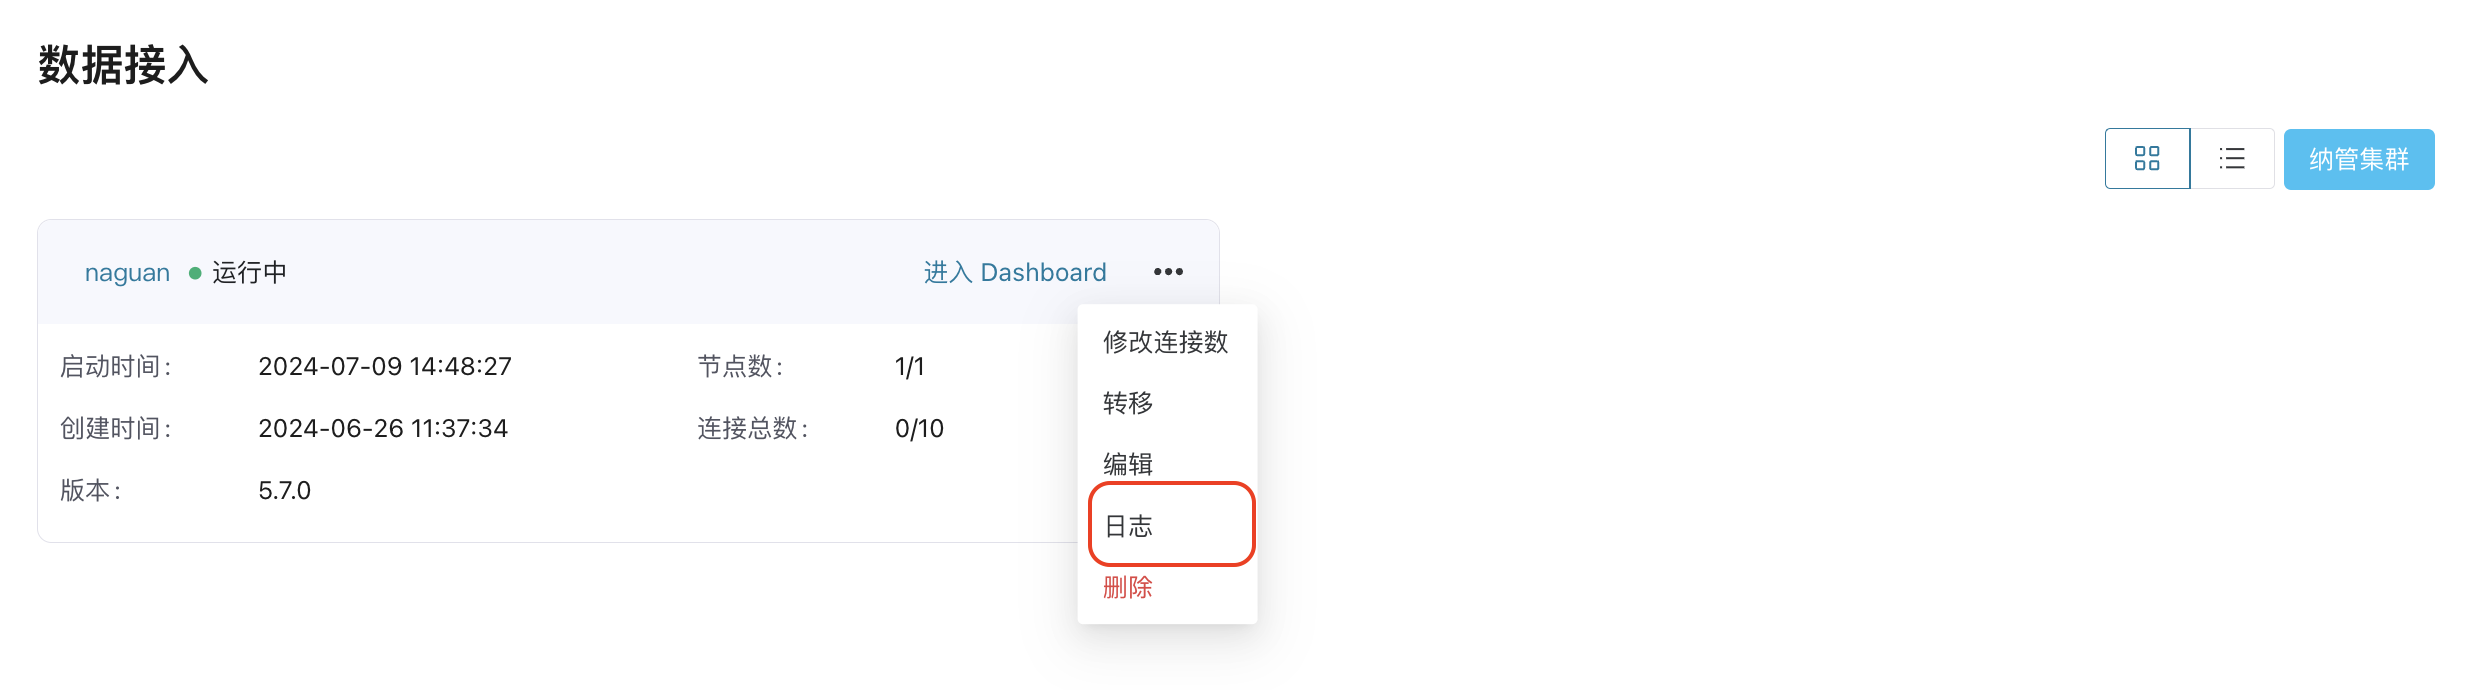 数据接入
纳管集群
naguan 运行中 进入 Dashboard
启动时间: 2024-07-09 14:48:27 节点数: 1/1
创建时间: 2024-06-26 11:37:34 连接总数: 0/10
版本: 5.7.0
修改连接数
转移
编辑
日志
删除